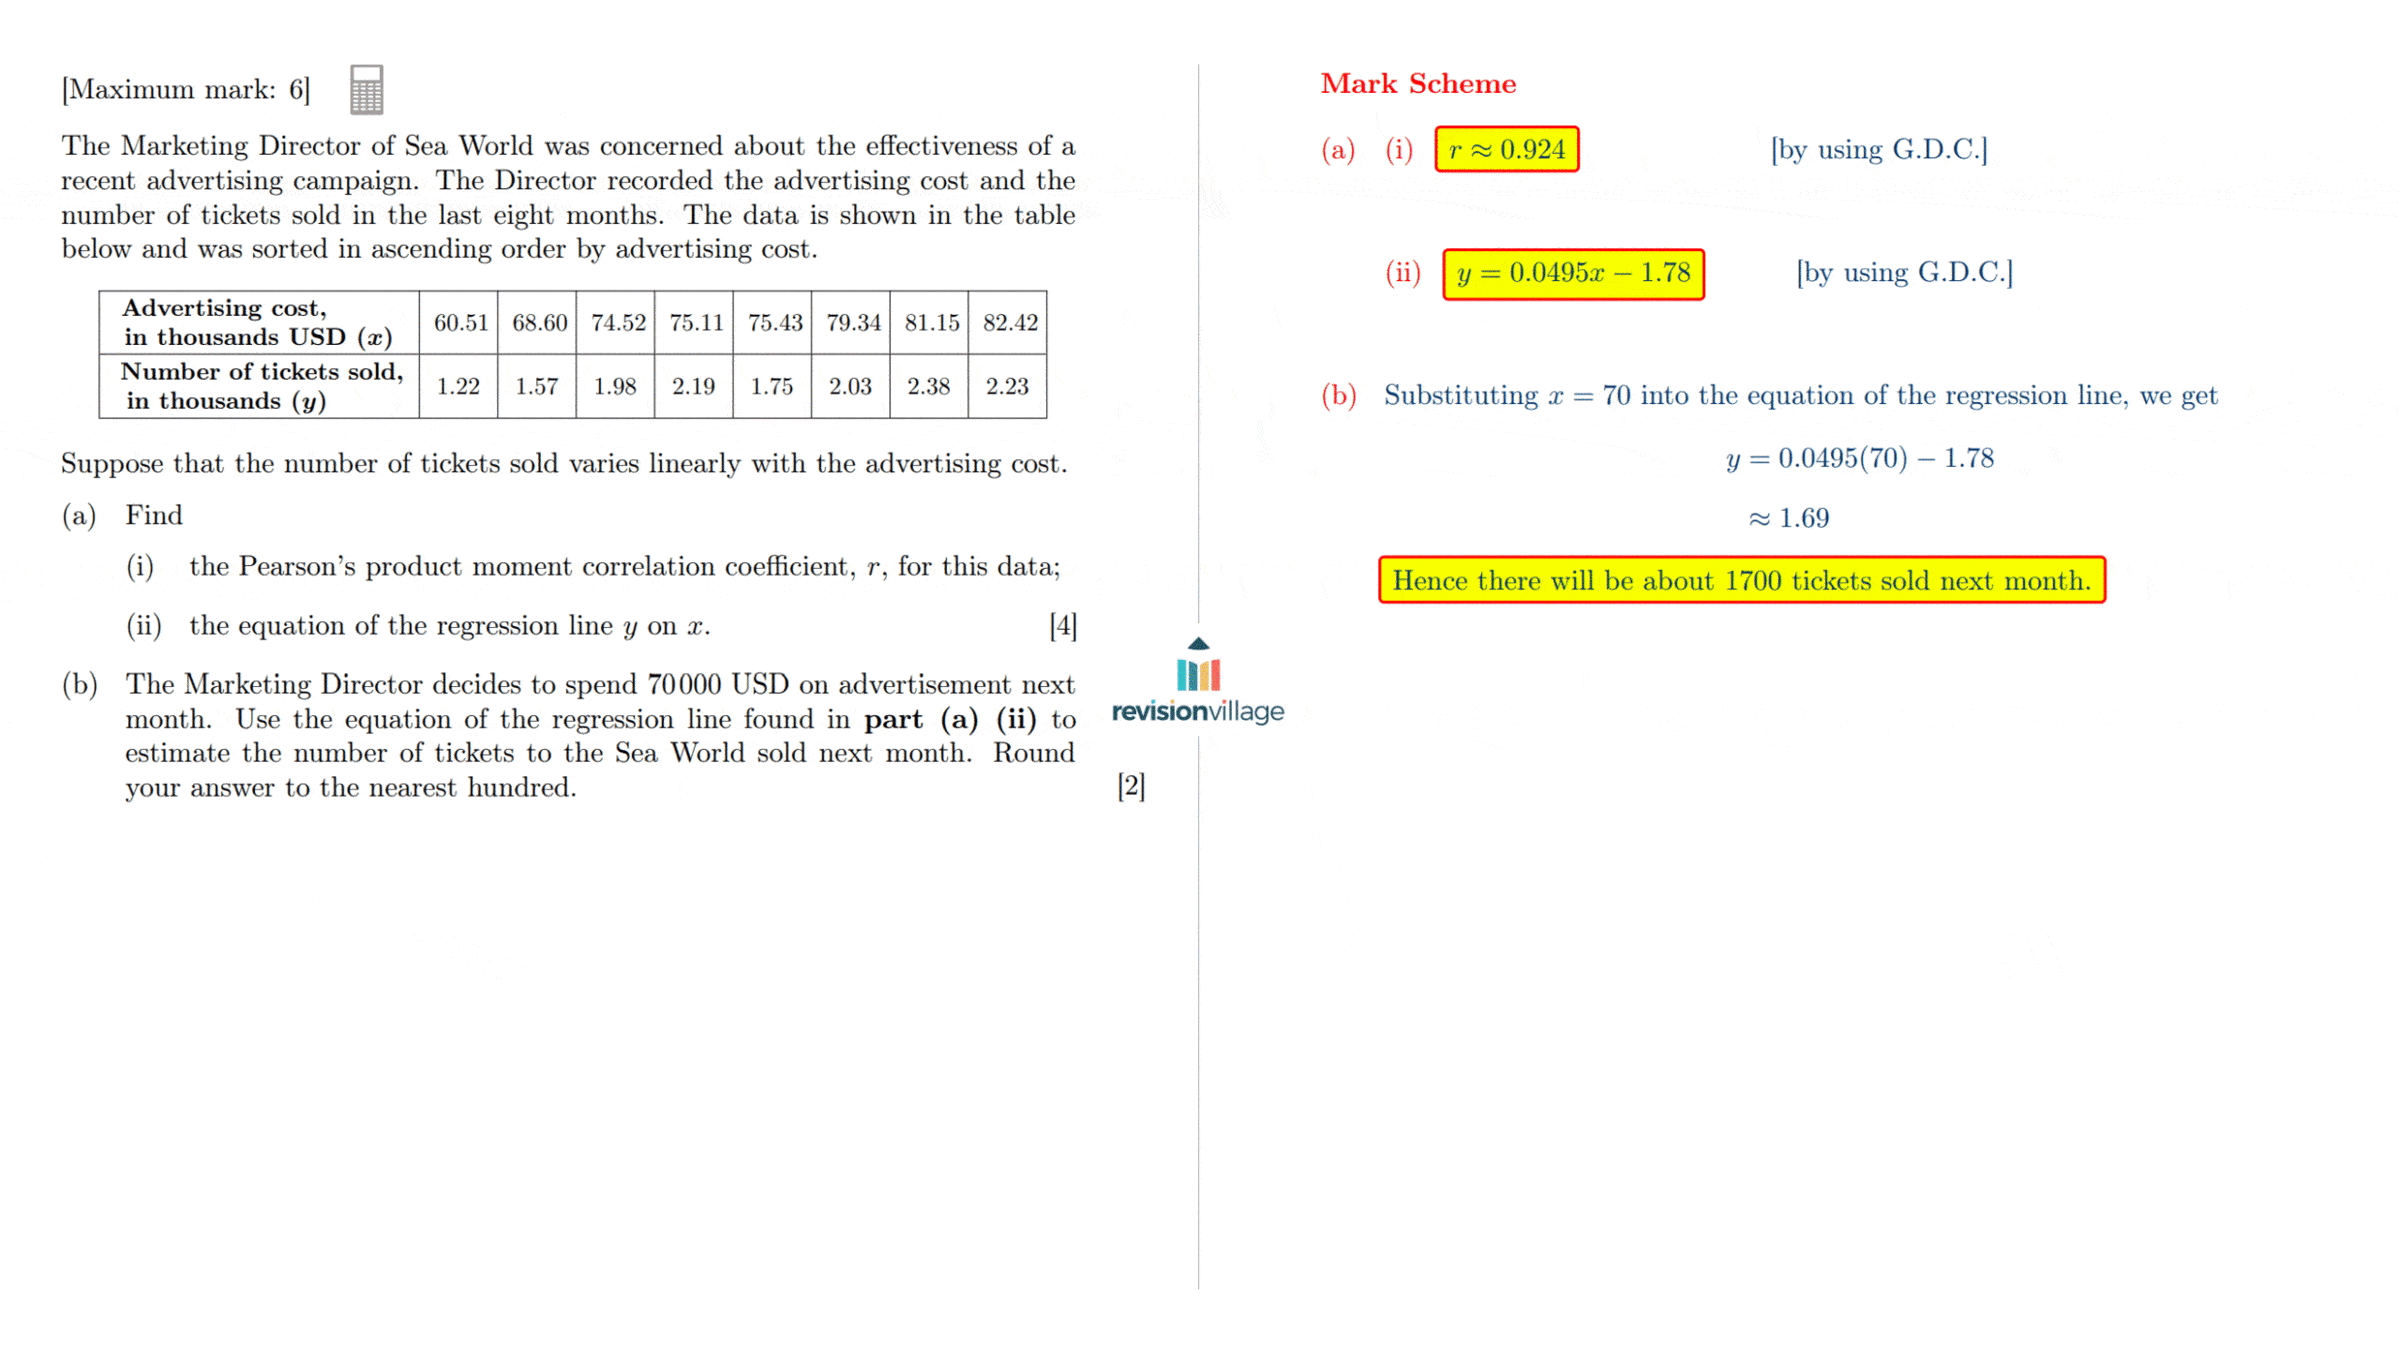 [Maximum mark: 6]
The Marketing Director of Sea World was concerned about the effectiveness of a
recent advertising campaign. The Director recorded the advertising cost and the
number of tickets sold in the last eight months. The data is shown in the table
below and was sorted in ascending order by advertising cost.
Advertising cost,
in thousands USD (x) 60.51 68.60 74.52 75.11 75.43 79.34 81.15 82.42
Number of tickets sold,
in thousands (y) 1.22 1.57 1.98 2.19 1.75 2.03 2.38 2.23
Suppose that the number of tickets sold varies linearly with the advertising cost.
(a) Find
(i) the Pearson's product moment correlation coefficient, r, for this data;
(ii) the equation of the regression line y on x. [4]
(b) The Marketing Director decides to spend 70 000 USD on advertisement next
month. Use the equation of the regression line found in part (a) (ii) to
estimate the number of tickets to the Sea World sold next month. Round
your answer to the nearest hundred. [2]
revisionvillage
Mark Scheme
(a) (i) r ≈ 0.924 [by using G.D.C.]
(ii) y = 0.0495x − 1.78 [by using G.D.C.]
(b) Substituting x = 70 into the equation of the regression line, we get
y = 0.0495(70) − 1.78
≈ 1.69
Hence there will be about 1700 tickets sold next month.